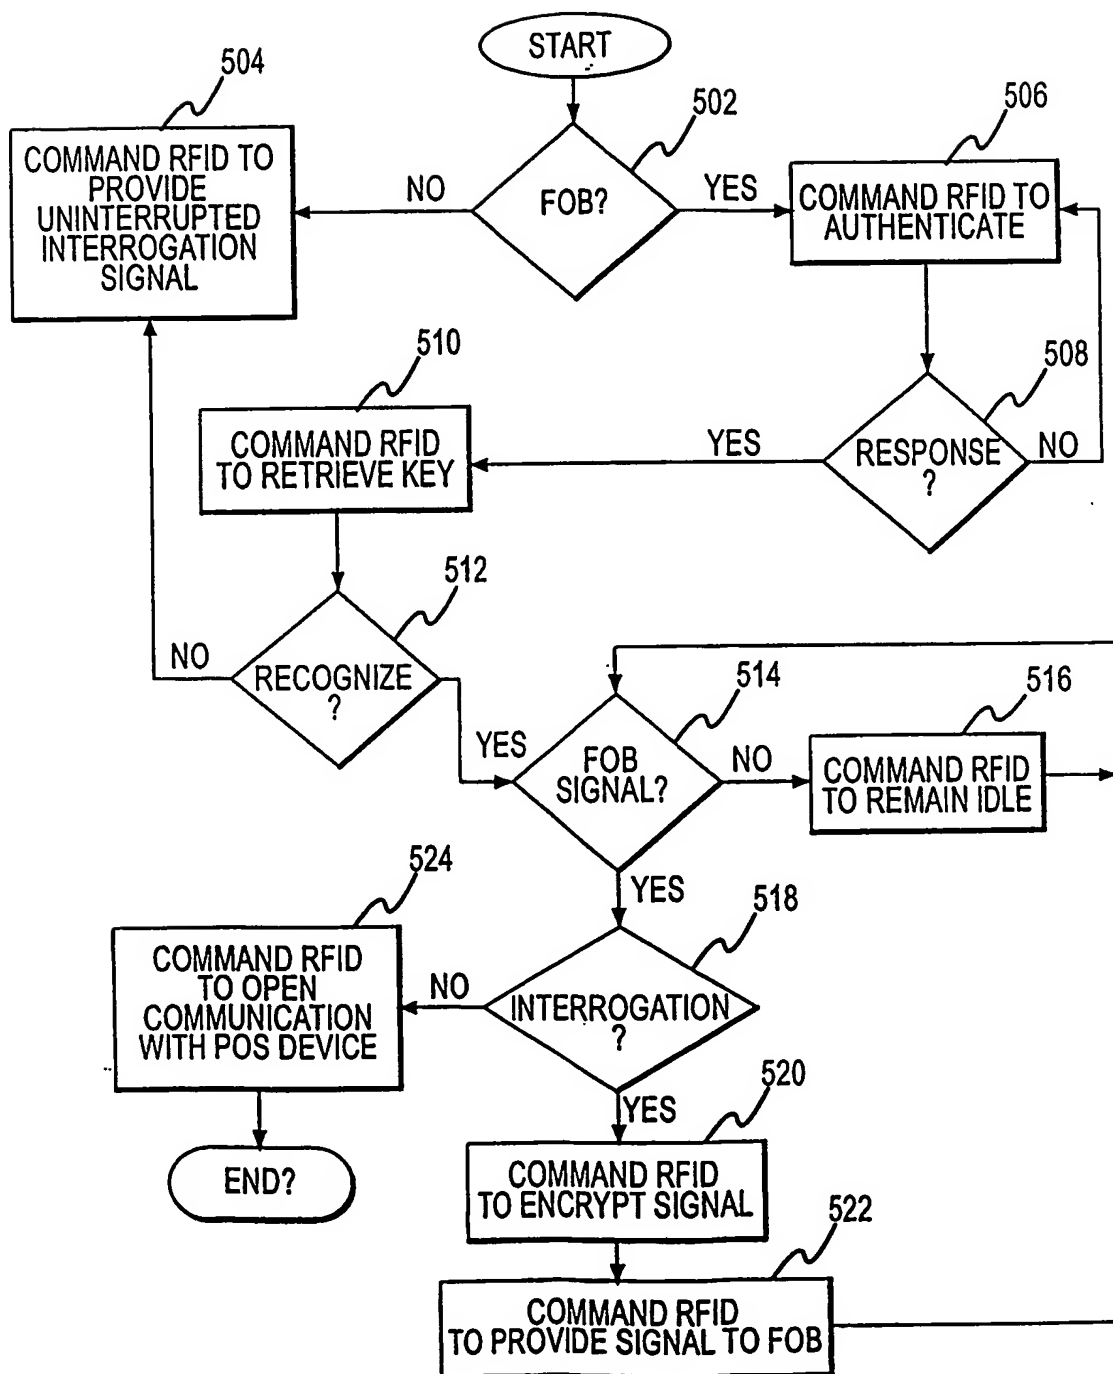 START
504
502
506
COMMAND RFID TO
PROVIDE
UNINTERRUPTED
INTERROGATION
SIGNAL
NO
FOB?
YES
COMMAND RFID TO
AUTHENTICATE
510
508
COMMAND RFID
TO RETRIEVE KEY
YES
RESPONSE
?
NO
512
NO
RECOGNIZE
?
514
516
YES
FOB
SIGNAL?
NO
COMMAND RFID
TO REMAIN IDLE
524
YES
518
COMMAND RFID
TO OPEN
COMMUNICATION
WITH POS DEVICE
NO
INTERROGATION
?
520
YES
END?
COMMAND RFID
TO ENCRYPT SIGNAL
522
COMMAND RFID
TO PROVIDE SIGNAL TO FOB